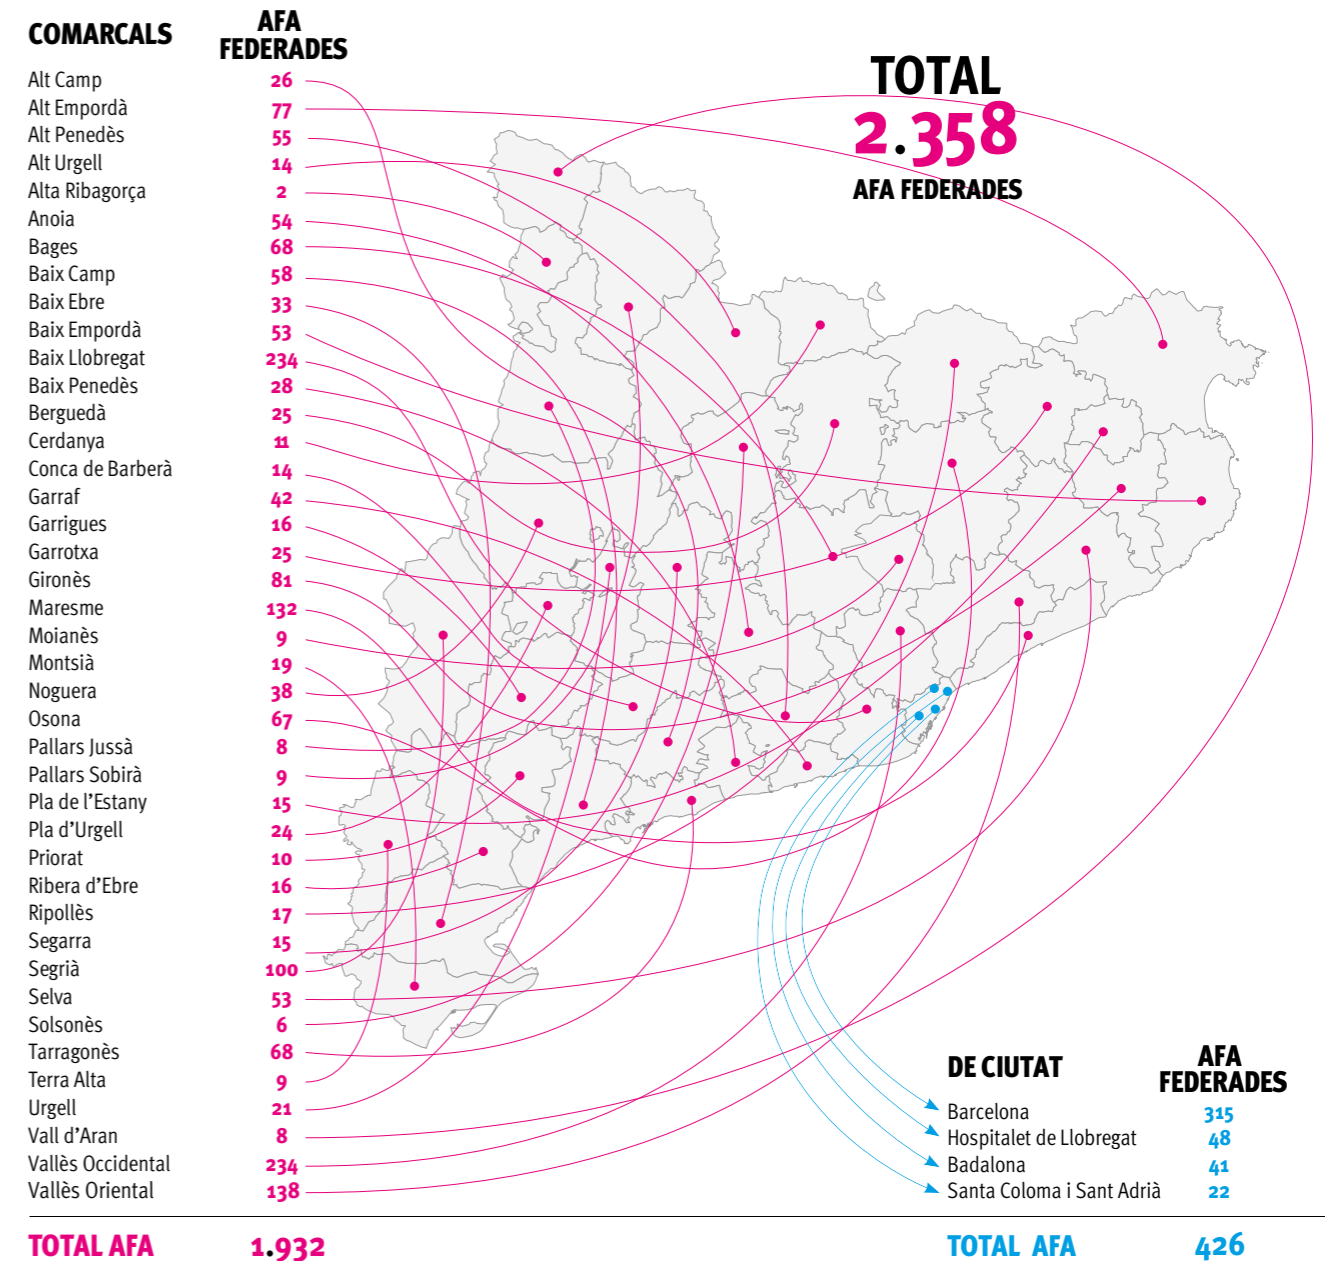 COMARCALS
AFA
FEDERADES
Alt Camp 26
Alt Empordà 77
Alt Penedès 55
Alt Urgell 14
Alta Ribagorça 2
Anoia 54
Bages 68
Baix Camp 58
Baix Ebre 33
Baix Empordà 53
Baix Llobregat 234
Baix Penedès 28
Berguedà 25
Cerdanya 11
Conca de Barberà 14
Garraf 42
Garrigues 16
Garrotxa 25
Gironès 81
Maresme 132
Moianès 9
Montsià 19
Noguera 38
Osona 67
Pallars Jussà 8
Pallars Sobirà 9
Pla de l’Estany 15
Pla d’Urgell 24
Priorat 10
Ribera d’Ebre 16
Ripollès 17
Segarra 15
Segrià 100
Selva 53
Solsonès 6
Tarragonès 68
Terra Alta 9
Urgell 21
Vall d’Aran 8
Vallès Occidental 234
Vallès Oriental 138
TOTAL AFA 1.932
TOTAL
2.358
AFA FEDERADES
DE CIUTAT
AFA
FEDERADES
Barcelona 315
Hospitalet de Llobregat 48
Badalona 41
Santa Coloma i Sant Adrià 22
TOTAL AFA 426